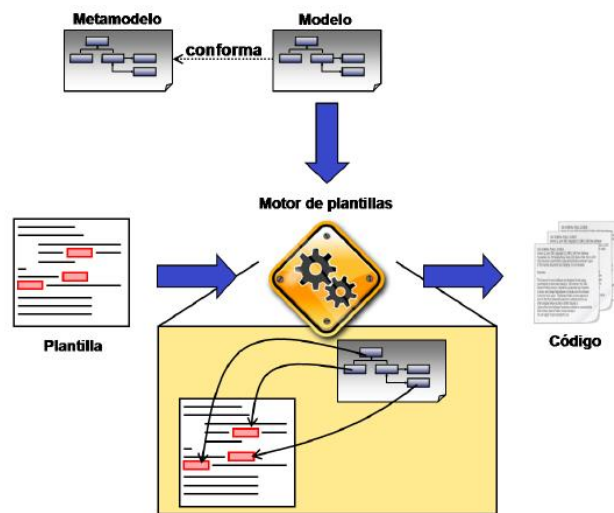 Metamodelo
Modelo
conforma
Motor de plantillas
Plantilla
Código